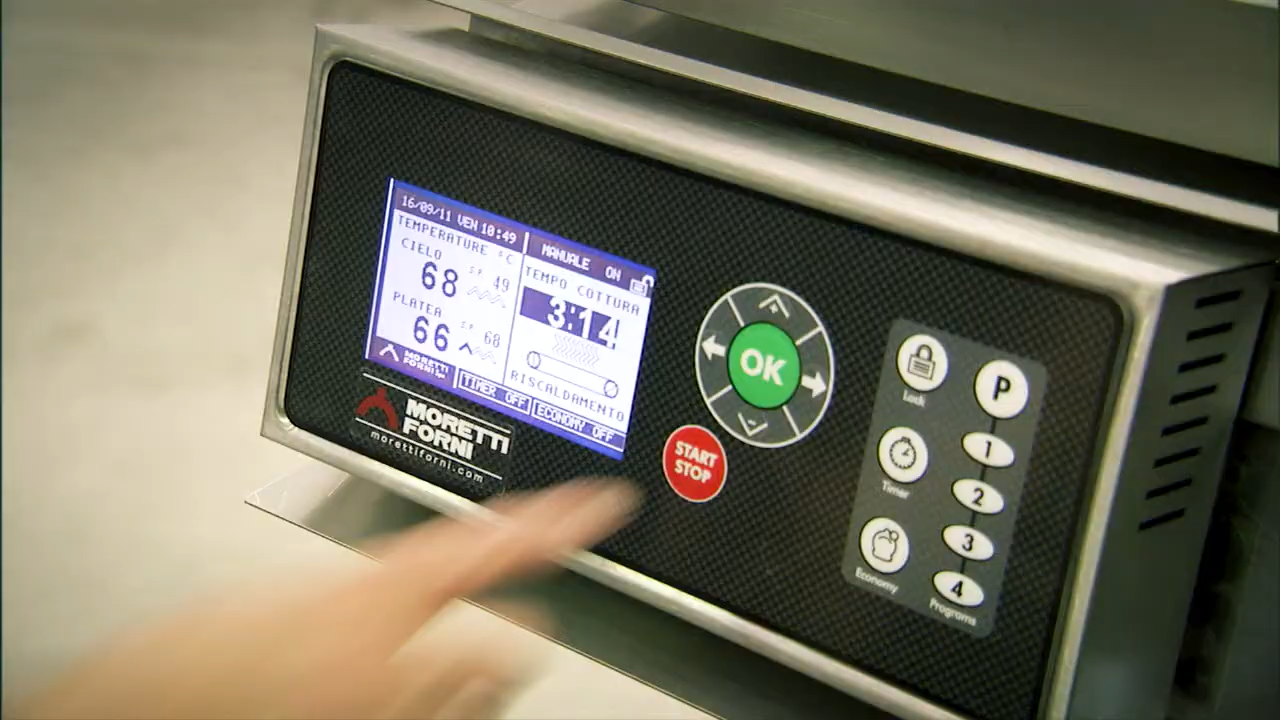 16/09/11 VEN 10:49
MANUALE ON
TEMPERATURE °C
CIELO
68
S.P. 49
PLATEA
66
S.P. 68
TEMPO COTTURA
3:14
RISCALDAMENTO
MORETTI
FORNI
TIMER OFF
ECONOMY OFF
MORETTI
FORNI
morettiforni.com
OK
START
STOP
Lock
P
Timer
1
2
3
Economy
4
Programs